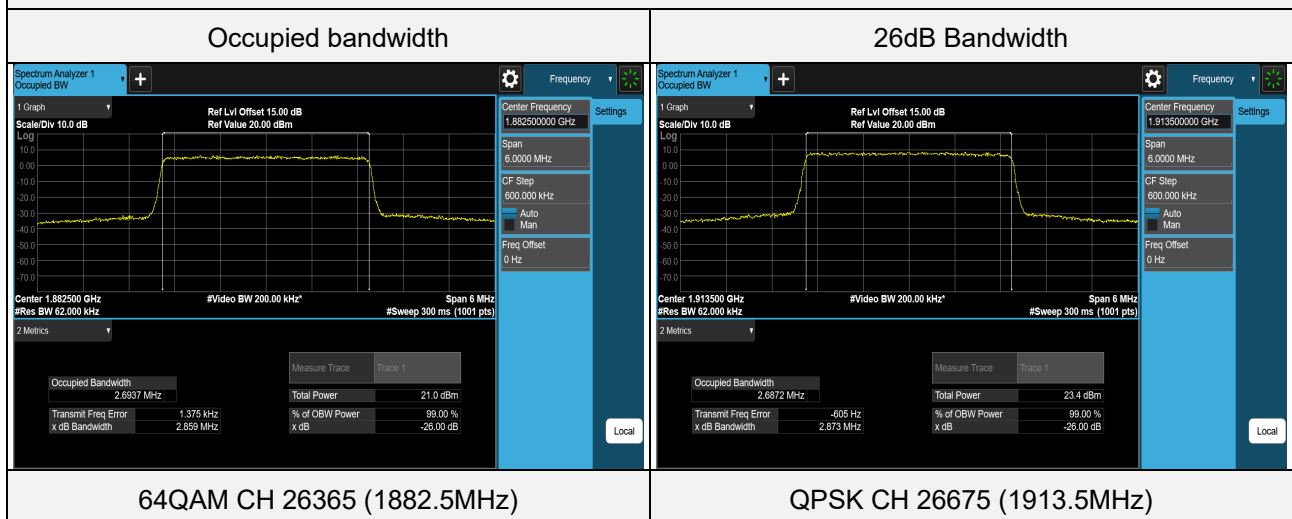 Occupied bandwidth
26dB Bandwidth
Spectrum Analyzer 1
Occupied BW
+
Frequency
1 Graph
Scale/Div 10.0 dB
Ref Lvl Offset 15.00 dB
Ref Value 20.00 dBm
Log
10.0
0.00
-10.0
-20.0
-30.0
-40.0
-50.0
-60.0
-70.0
Center 1.882500 GHz
#Res BW 62.000 kHz
#Video BW 200.00 kHz*
Span 6 MHz
#Sweep 300 ms (1001 pts)
Center Frequency
1.882500000 GHz
Settings
Span
6.0000 MHz
CF Step
600.000 kHz
Auto
Man
Freq Offset
0 Hz
Local
2 Metrics
Measure Trace Trace 1
Occupied Bandwidth
2.6937 MHz
Total Power 21.0 dBm
Transmit Freq Error 1.375 kHz
% of OBW Power 99.00 %
x dB Bandwidth 2.859 MHz
x dB -26.00 dB
Spectrum Analyzer 1
Occupied BW
+
Frequency
1 Graph
Scale/Div 10.0 dB
Ref Lvl Offset 15.00 dB
Ref Value 20.00 dBm
Log
10.0
0.00
-10.0
-20.0
-30.0
-40.0
-50.0
-60.0
-70.0
Center 1.913500 GHz
#Res BW 62.000 kHz
#Video BW 200.00 kHz*
Span 6 MHz
#Sweep 300 ms (1001 pts)
Center Frequency
1.913500000 GHz
Settings
Span
6.0000 MHz
CF Step
600.000 kHz
Auto
Man
Freq Offset
0 Hz
Local
2 Metrics
Measure Trace Trace 1
Occupied Bandwidth
2.6872 MHz
Total Power 23.4 dBm
Transmit Freq Error -605 Hz
% of OBW Power 99.00 %
x dB Bandwidth 2.873 MHz
x dB -26.00 dB
64QAM CH 26365 (1882.5MHz)
QPSK CH 26675 (1913.5MHz)